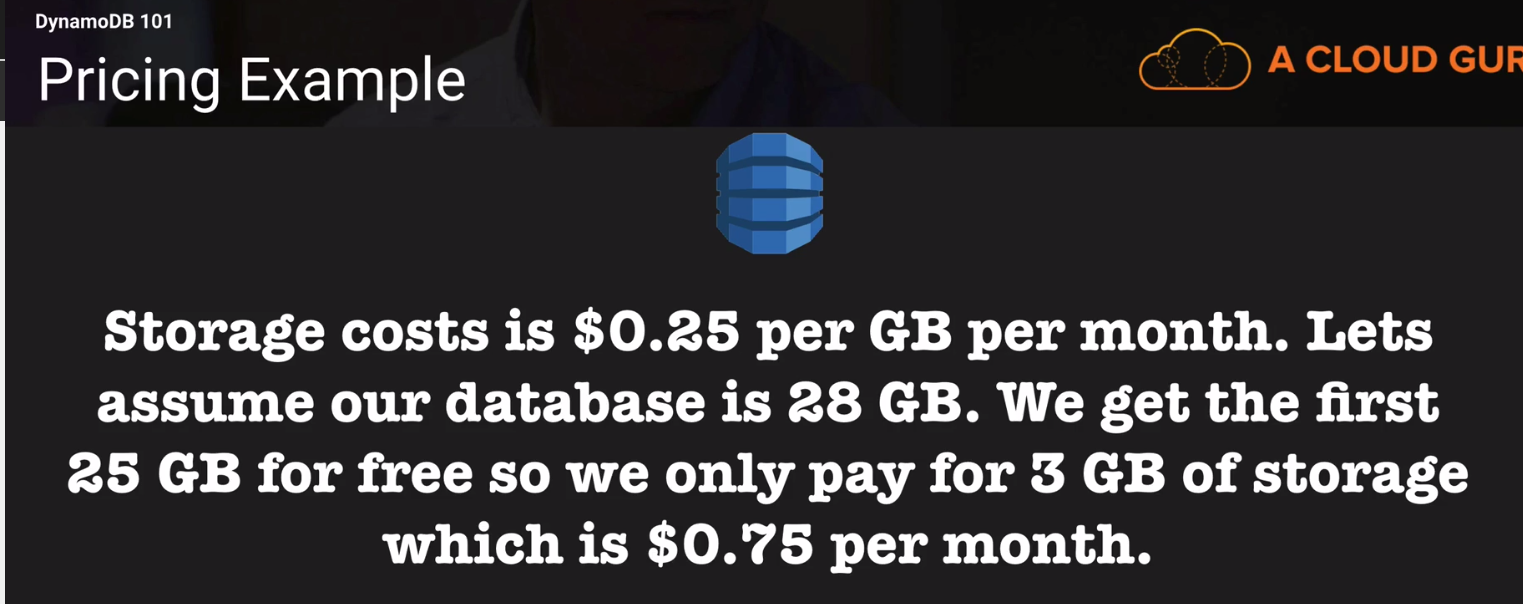 DynamoDB 101
Pricing Example
A CLOUD GUR
Storage costs is $0.25 per GB per month. Lets
assume our database is 28 GB. We get the first
25 GB for free so we only pay for 3 GB of storage
which is $0.75 per month.